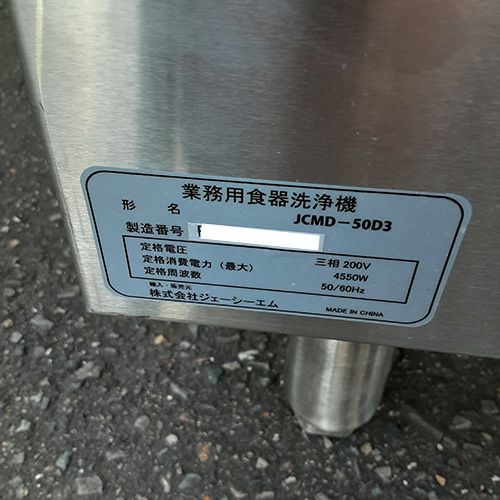 業務用食器洗浄機
形 名 JCMD-50D3
製造番号
定格電圧 三相 200V
定格消費電力(最大) 4550W
定格周波数 50/60Hz
輸入・販売元
株式会社ジェーシーエム
MADE IN CHINA